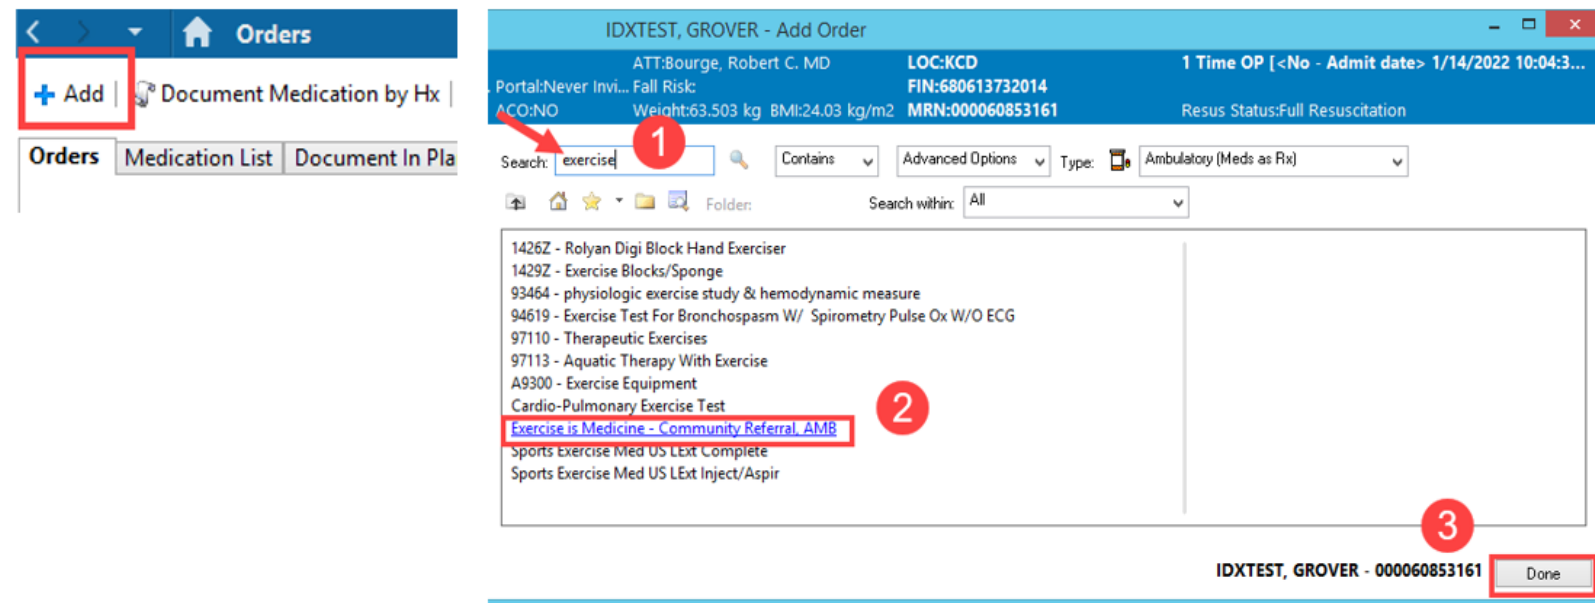 Orders
Add
Document Medication by Hx
Orders
Medication List
Document In Pla
IDXTEST, GROVER - Add Order
ATT:Bourge, Robert C. MD
LOC:KCD
1 Time OP [<No - Admit date> 1/14/2022 10:04:3...
. Portal:Never Invi...
Fall Risk:
FIN:680613732014
ACO:NO
Weight:63.503 kg BMI:24.03 kg/m2
MRN:000060853161
Resus Status:Full Resuscitation
1
Search:
exercise
Contains
Advanced Options
Type:
Ambulatory (Meds as Rx)
Folder:
Search within:
All
1426Z - Rolyan Digi Block Hand Exerciser
1429Z - Exercise Blocks/Sponge
93464 - physiologic exercise study & hemodynamic measure
94619 - Exercise Test For Bronchospasm W/ Spirometry Pulse Ox W/O ECG
97110 - Therapeutic Exercises
97113 - Aquatic Therapy With Exercise
A9300 - Exercise Equipment
Cardio-Pulmonary Exercise Test
2
Exercise is Medicine - Community Referral, AMB
Sports Exercise Med US LExt Complete
Sports Exercise Med US LExt Inject/Aspir
3
IDXTEST, GROVER - 000060853161
Done